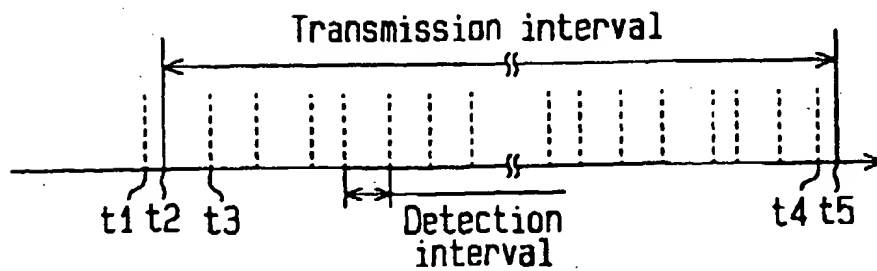 Transmission interval
t1 t2 t3 t4 t5
Detection
interval